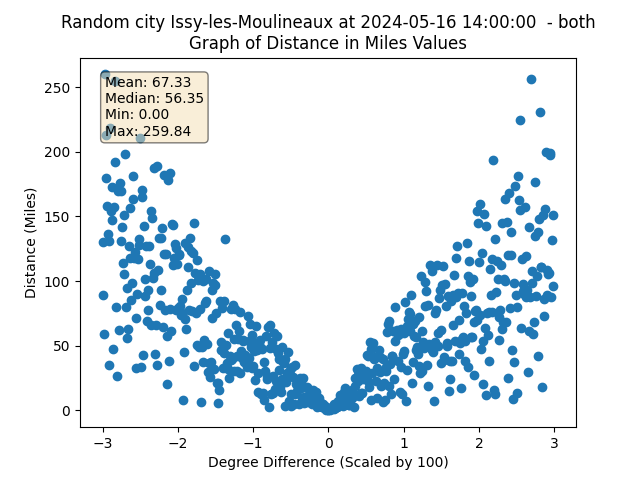 Random city Issy-les-Moulineaux at 2024-05-16 14:00:00  - both
Graph of Distance in Miles Values
Mean: 67.33
Median: 56.35
Min: 0.00
Max: 259.84
Distance (Miles)
250
200
150
100
50
0
−3
−2
−1
0
1
2
3
Degree Difference (Scaled by 100)